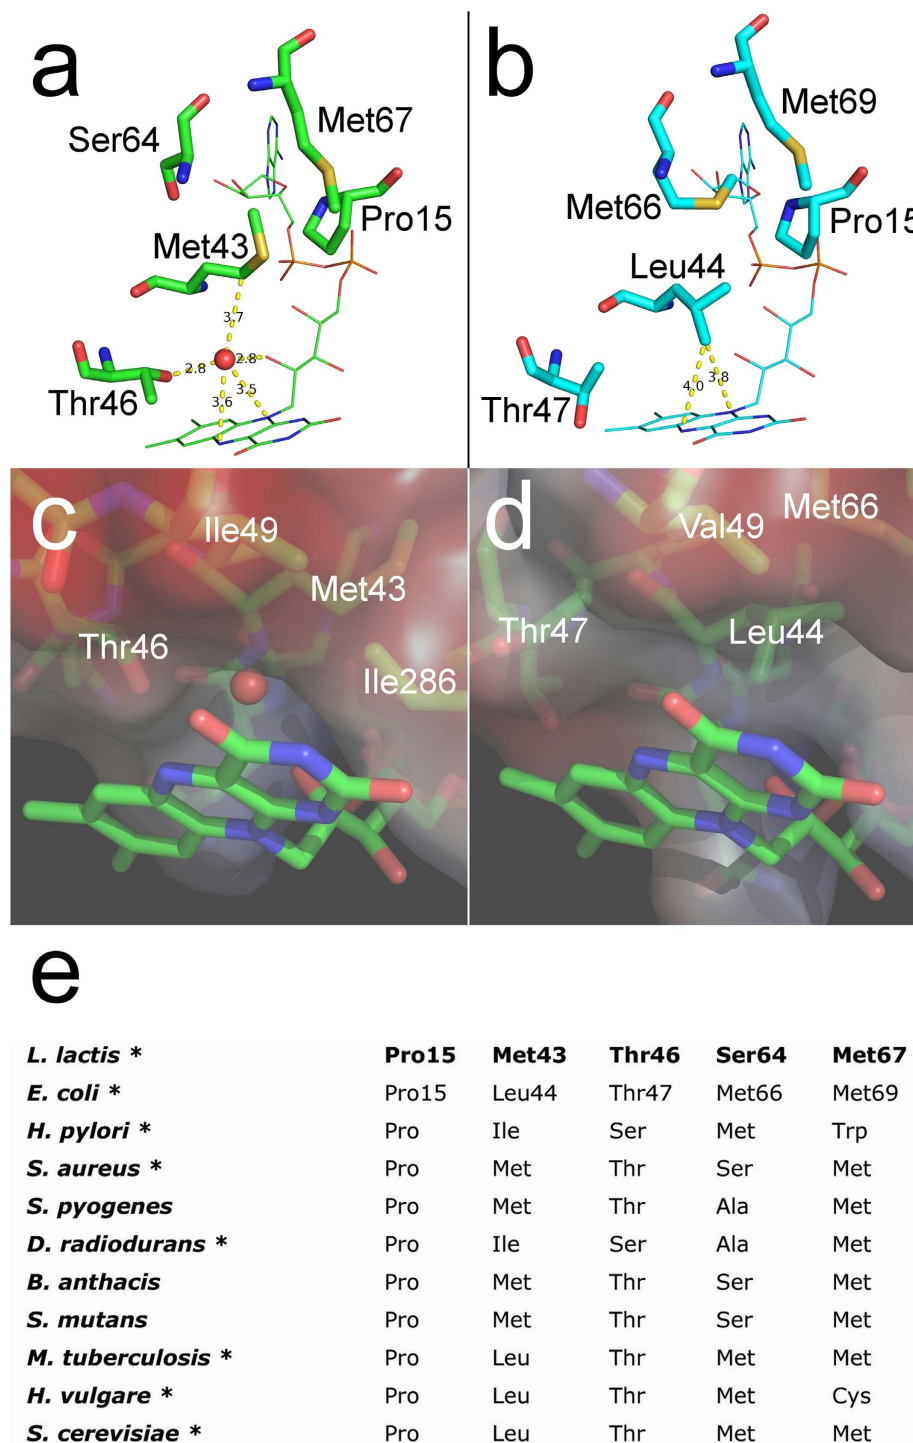 a
Met67
Ser64
Pro15
Met43
3.7
2.8
2.8
3.5
3.6
Thr46
b
Met69
Met66
Pro15
Leu44
4.0
3.8
Thr47
c
Ile49
Met43
Thr46
Ile286
d
Val49
Met66
Thr47
Leu44
e
L. lactis * Pro15 Met43 Thr46 Ser64 Met67
E. coli * Pro15 Leu44 Thr47 Met66 Met69
H. pylori * Pro Ile Ser Met Trp
S. aureus * Pro Met Thr Ser Met
S. pyogenes Pro Met Thr Ala Met
D. radiodurans * Pro Ile Ser Ala Met
B. anthacis Pro Met Thr Ser Met
S. mutans Pro Met Thr Ser Met
M. tuberculosis * Pro Leu Thr Met Met
H. vulgare * Pro Leu Thr Met Cys
S. cerevisiae * Pro Leu Thr Met Met